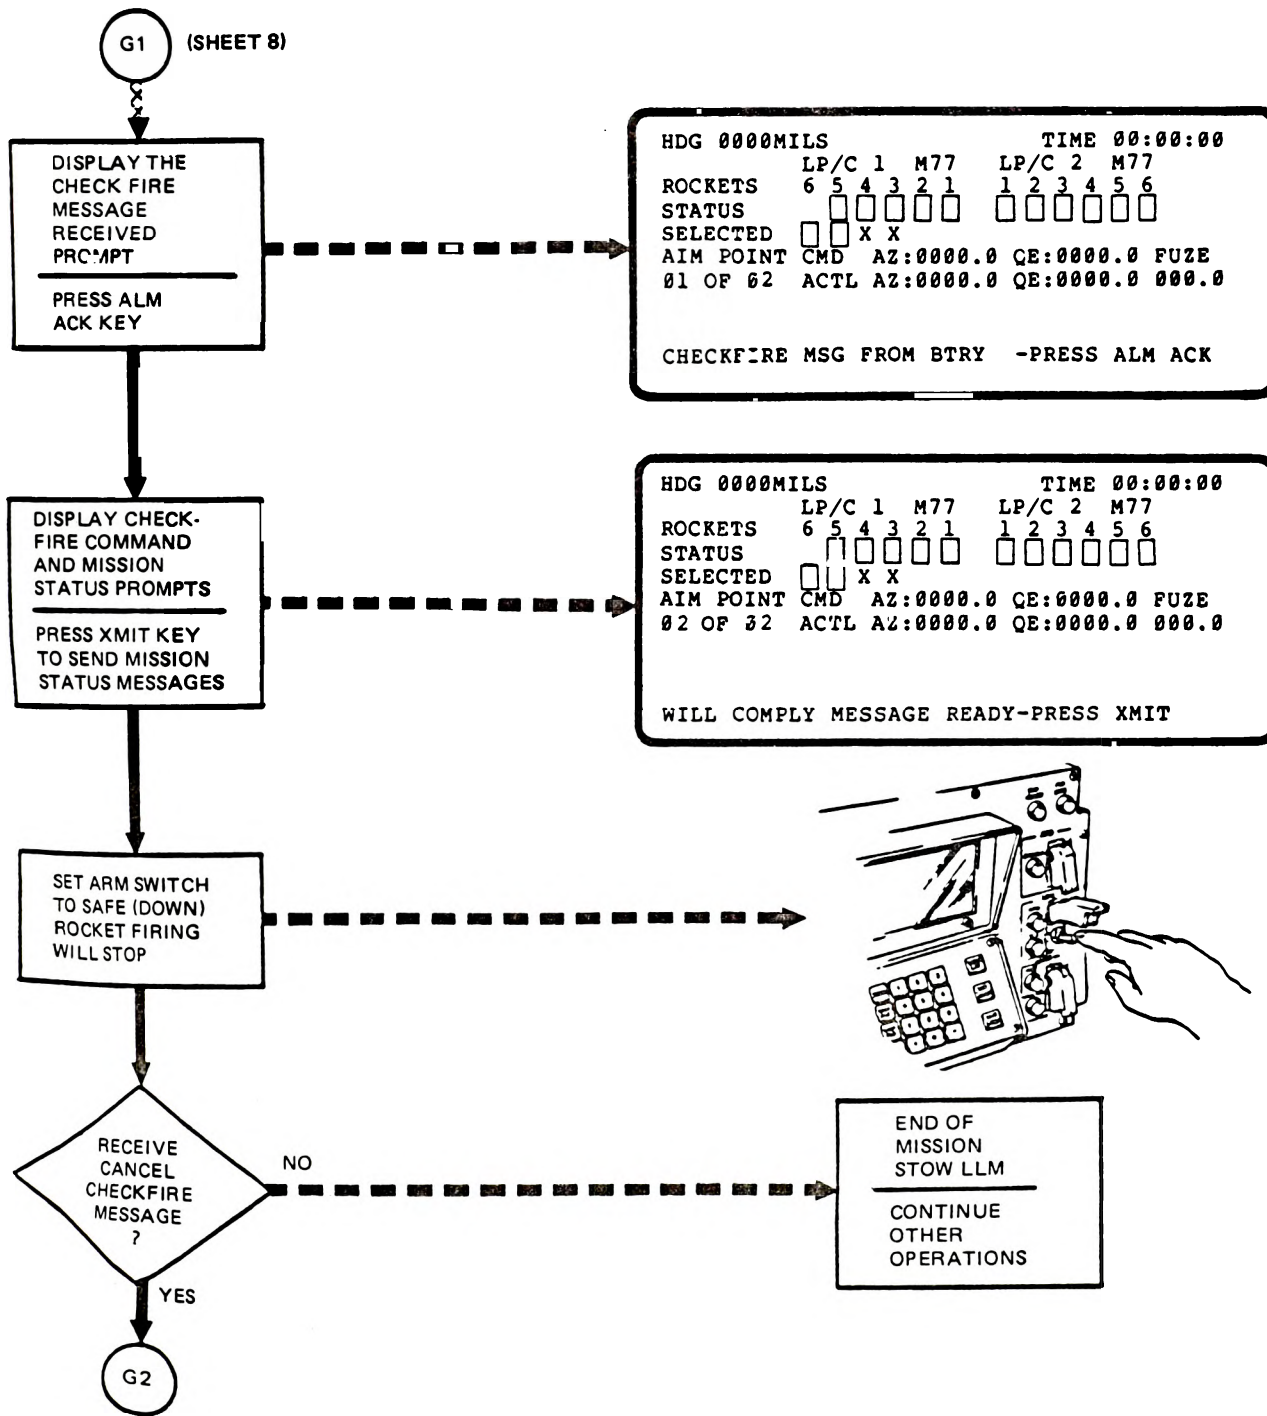 G1 (SHEET 8)
DISPLAY THE
CHECK FIRE
MESSAGE
RECEIVED
PROMPT
PRESS ALM
ACK KEY
HDG 0000MILS TIME 00:00:00
LP/C 1 M77 LP/C 2 M77
ROCKETS 6 5 4 3 2 1 1 2 3 4 5 6
STATUS
SELECTED X X
AIM POINT CMD AZ:0000.0 QE:0000.0 FUZE
01 OF 02 ACTL AZ:0000.0 QE:0000.0 000.0
CHECKFIRE MSG FROM BTRY -PRESS ALM ACK
DISPLAY CHECK-
FIRE COMMAND
AND MISSION
STATUS PROMPTS
PRESS XMIT KEY
TO SEND MISSION
STATUS MESSAGES
HDG 0000MILS TIME 00:00:00
LP/C 1 M77 LP/C 2 M77
ROCKETS 6 5 4 3 2 1 1 2 3 4 5 6
STATUS
SELECTED X X
AIM POINT CMD AZ:0000.0 QE:0000.0 FUZE
02 OF 02 ACTL AZ:0000.0 QE:0000.0 000.0
WILL COMPLY MESSAGE READY-PRESS XMIT
SET ARM SWITCH
TO SAFE (DOWN)
ROCKET FIRING
WILL STOP
RECEIVE
CANCEL
CHECKFIRE
MESSAGE
?
NO
END OF
MISSION
STOW LLM
CONTINUE
OTHER
OPERATIONS
YES
G2